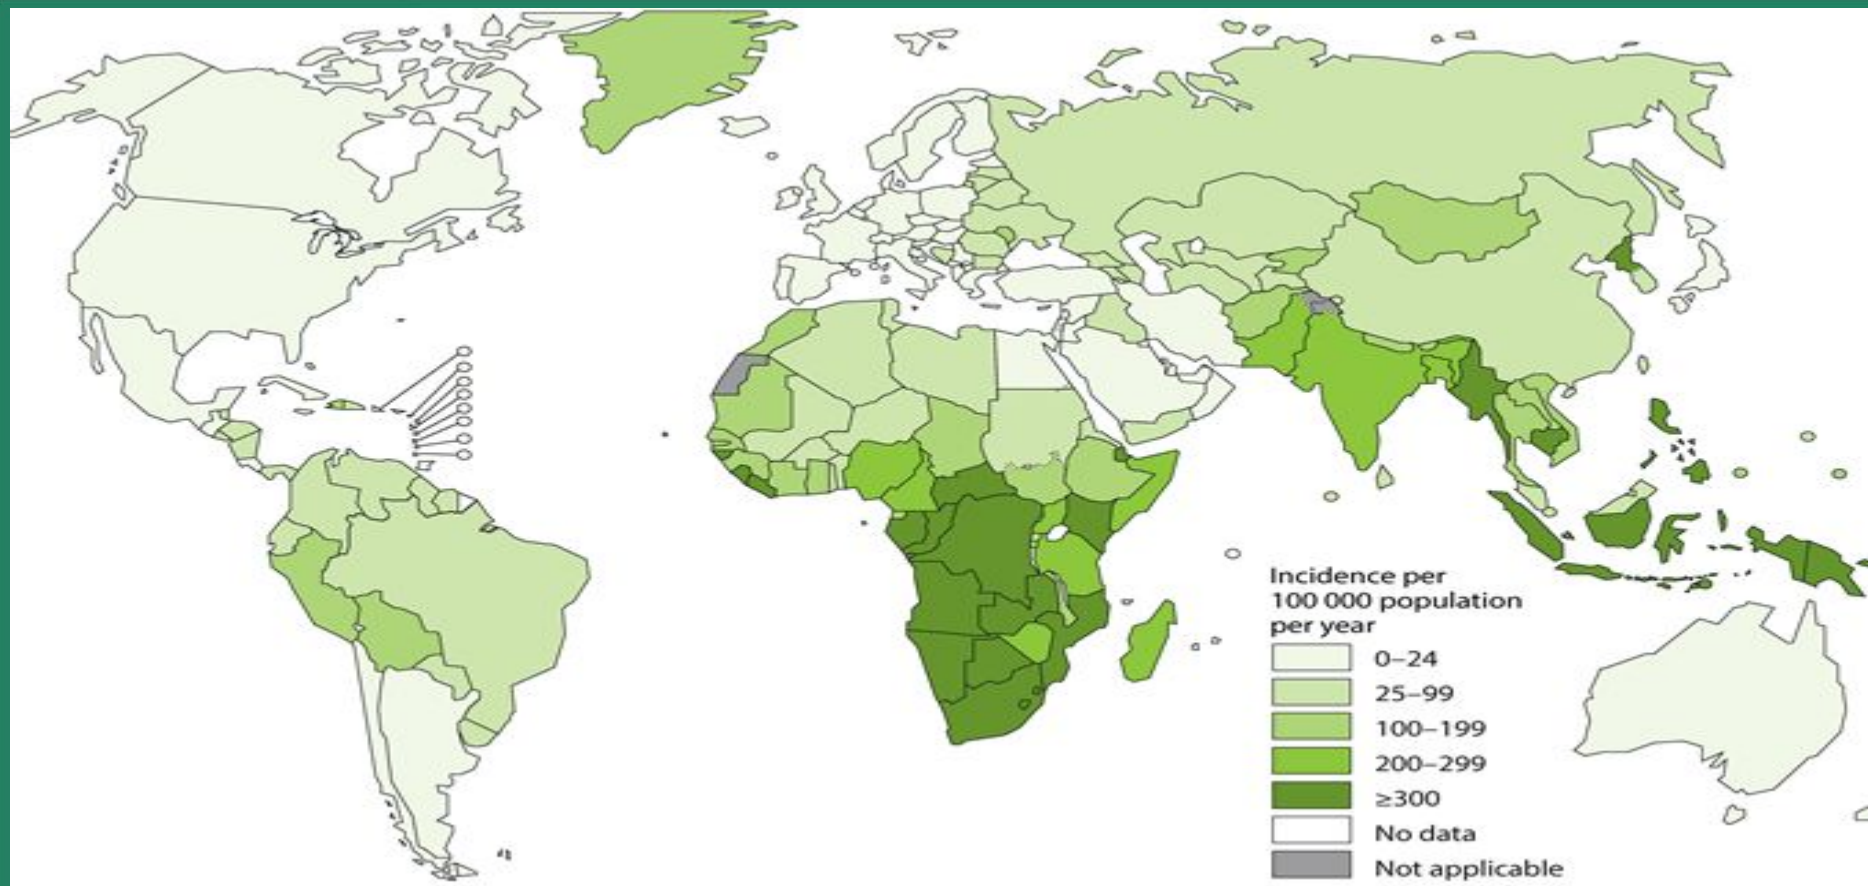 Incidence per
100 000 population
per year
0–24
25–99
100–199
200–299
≥300
No data
Not applicable